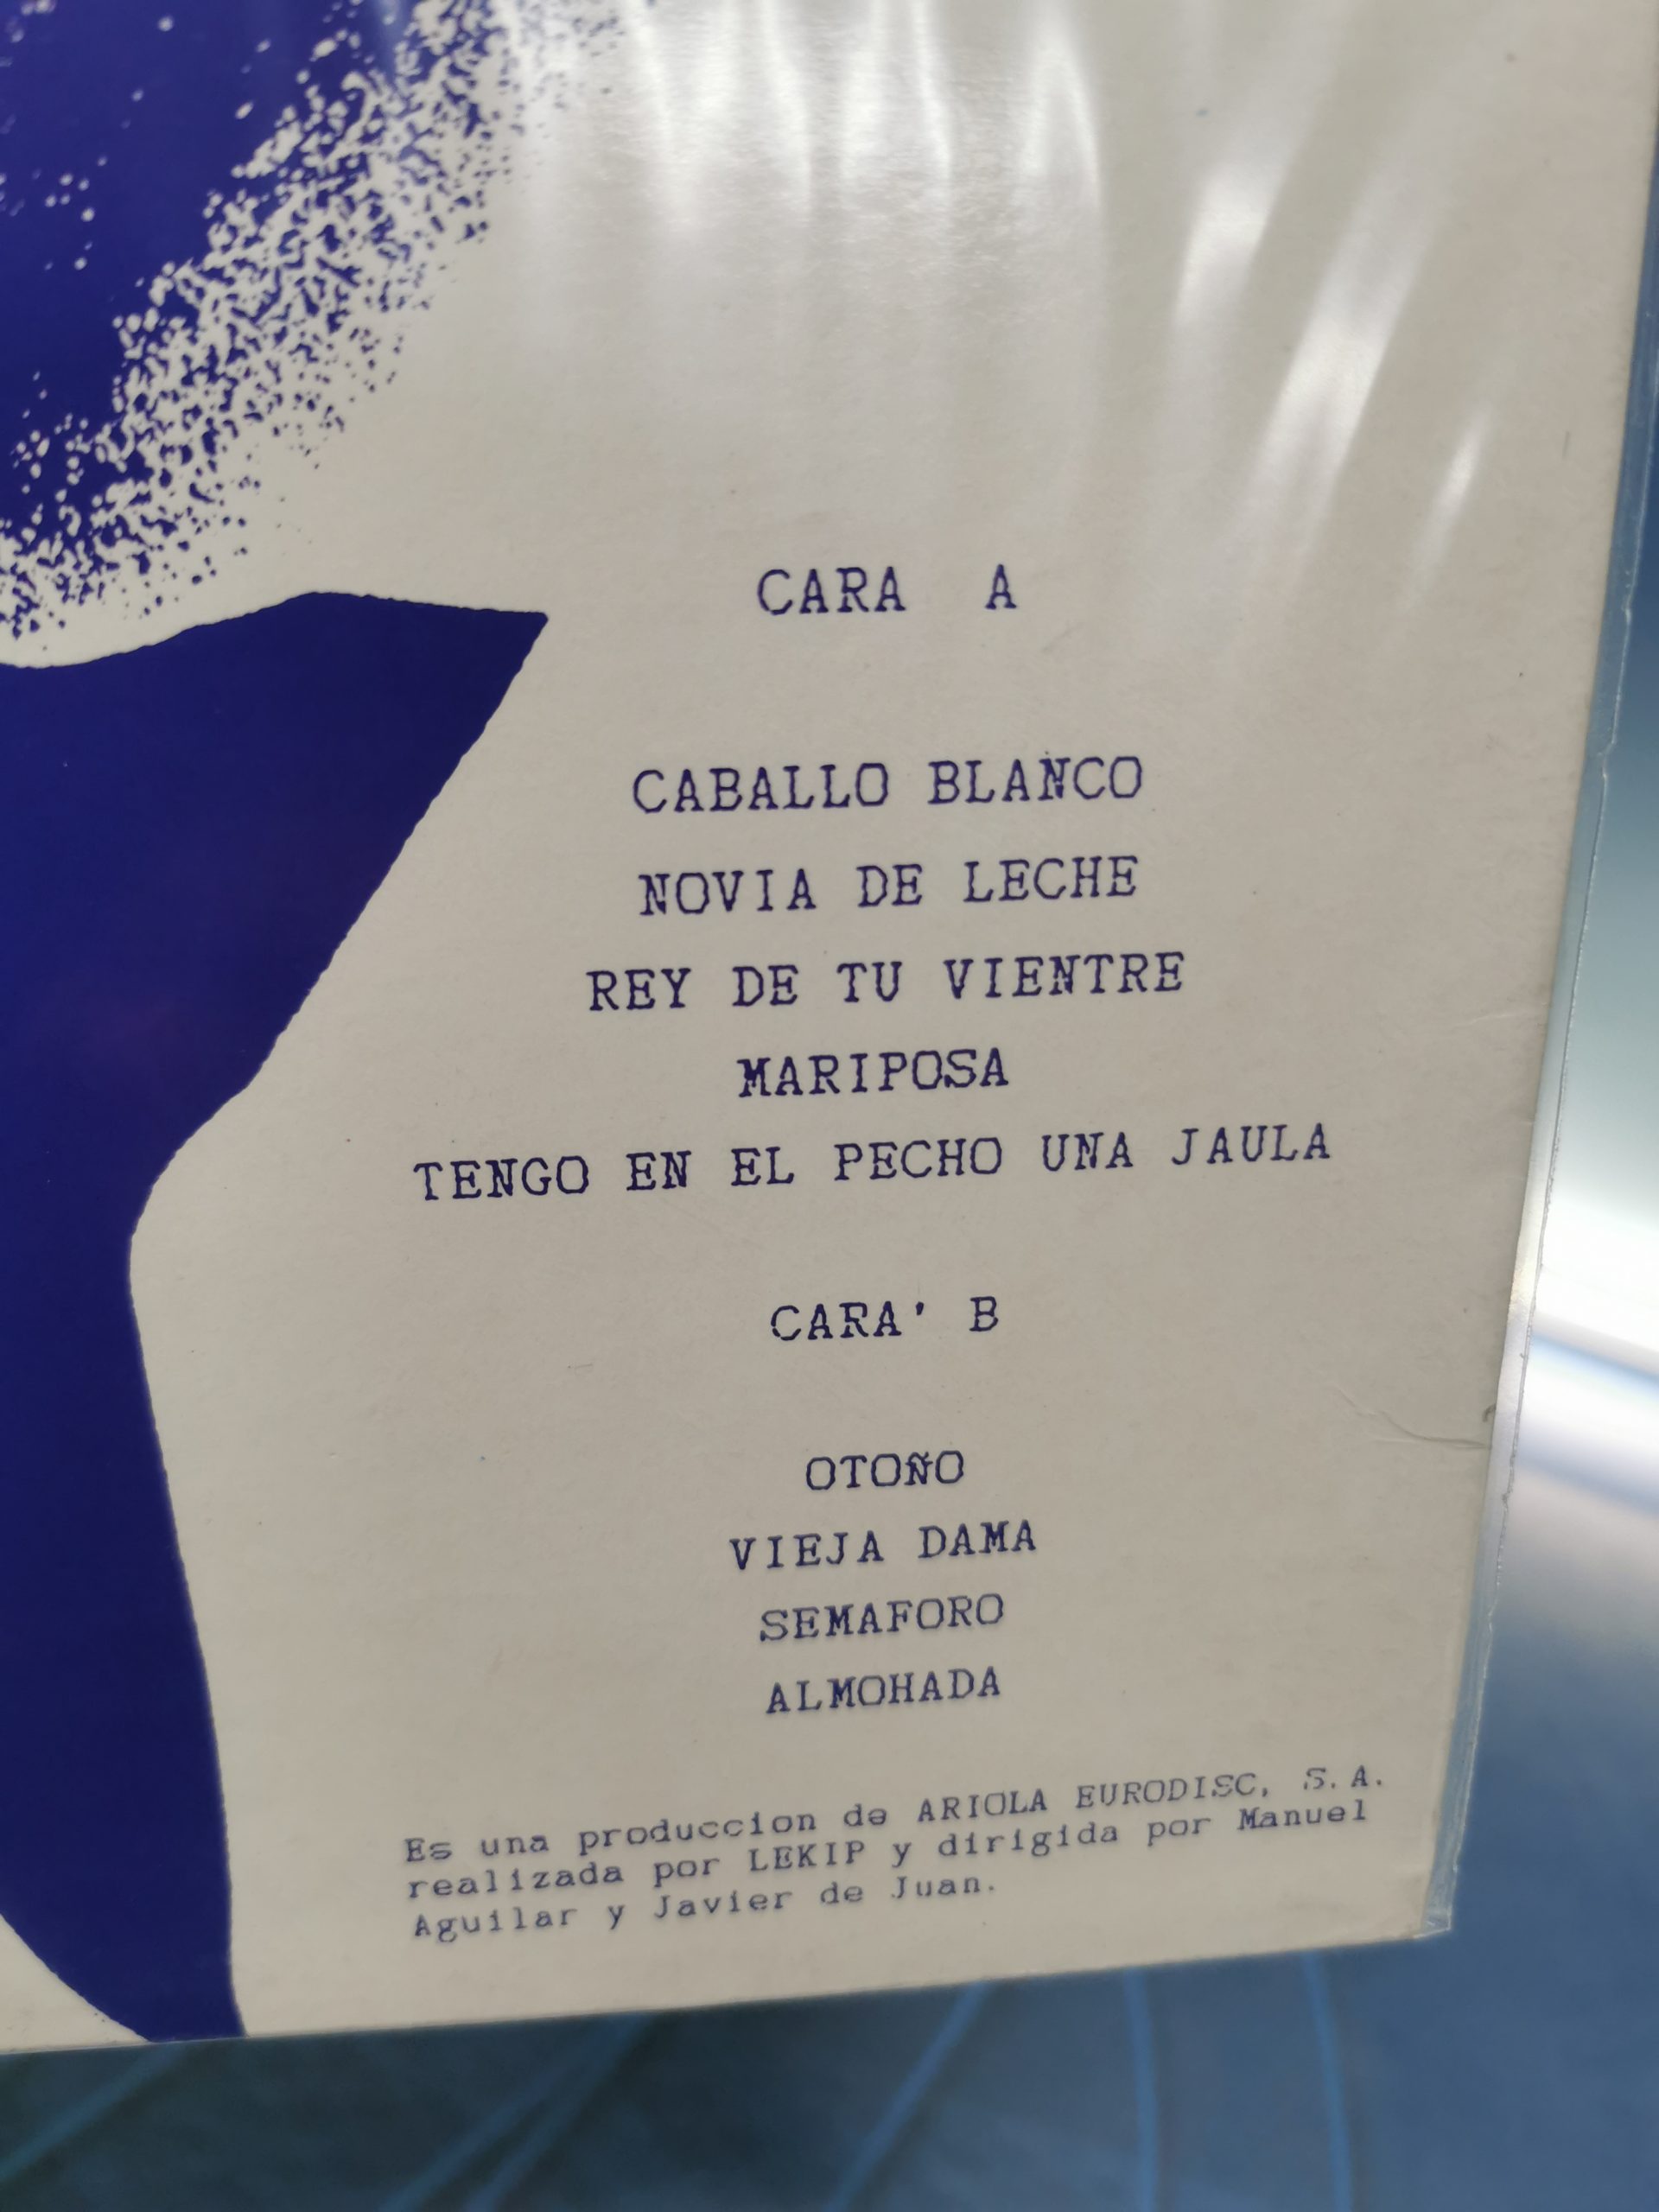 CARA A
CABALLO BLANCO
NOVIA DE LECHE
REY DE TU VIENTRE
MARIPOSA
TENGO EN EL PECHO UNA JAULA
CARA' B
OTOÑO
VIEJA DAMA
SEMAFORO
ALMOHADA
Es una produccion de ARIOLA EURODISC, S.A.
realizada por LEKIP y dirigida por Manuel
Aguilar y Javier de Juan.